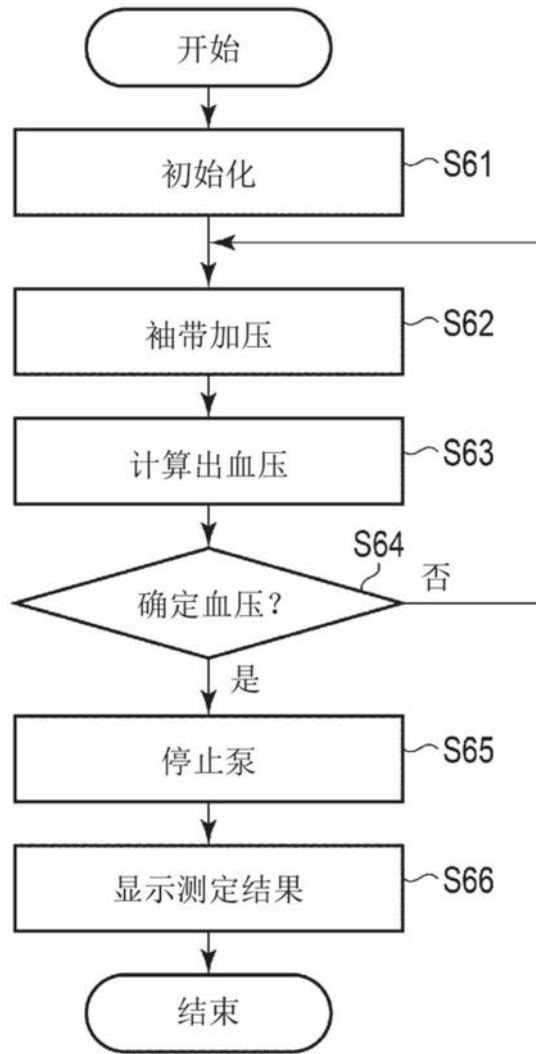 开始
初始化
S61
袖带加压
S62
计算出血压
S63
S64
确定血压？
否
是
停止泵
S65
显示测定结果
S66
结束